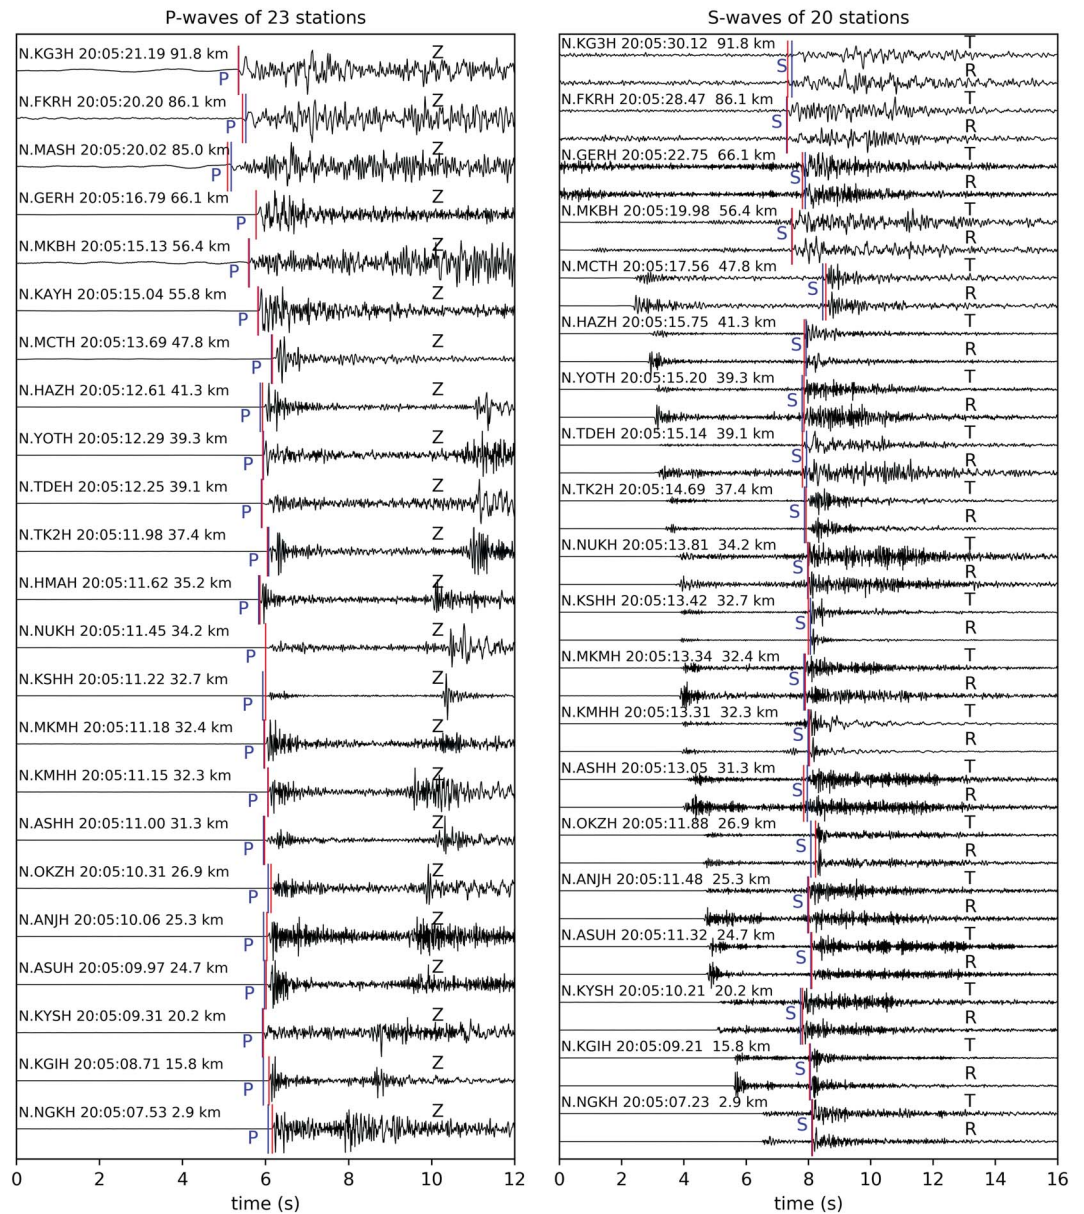 P-waves of 23 stations
N.KG3H 20:05:21.19 91.8 km Z
P
N.FKRH 20:05:20.20 86.1 km Z
P
N.MASH 20:05:20.02 85.0 km Z
P
N.GERH 20:05:16.79 66.1 km Z
P
N.MKBH 20:05:15.13 56.4 km Z
P
N.KAYH 20:05:15.04 55.8 km Z
P
N.MCTH 20:05:13.69 47.8 km Z
P
N.HAZH 20:05:12.61 41.3 km Z
P
N.YOTH 20:05:12.29 39.3 km Z
P
N.TDEH 20:05:12.25 39.1 km Z
P
N.TK2H 20:05:11.98 37.4 km Z
P
N.HMAH 20:05:11.62 35.2 km Z
P
N.NUKH 20:05:11.45 34.2 km Z
P
N.KSHH 20:05:11.22 32.7 km Z
P
N.MKMH 20:05:11.18 32.4 km Z
P
N.KMHH 20:05:11.15 32.3 km Z
P
N.ASHH 20:05:11.00 31.3 km Z
P
N.OKZH 20:05:10.31 26.9 km Z
P
N.ANJH 20:05:10.06 25.3 km Z
P
N.ASUH 20:05:09.97 24.7 km Z
P
N.KYSH 20:05:09.31 20.2 km Z
P
N.KGIH 20:05:08.71 15.8 km Z
P
N.NGKH 20:05:07.53 2.9 km Z
P
0 2 4 6 8 10 12
time (s)
S-waves of 20 stations
N.KG3H 20:05:30.12 91.8 km T
S R
N.FKRH 20:05:28.47 86.1 km T
S R
N.GERH 20:05:22.75 66.1 km T
S R
N.MKBH 20:05:19.98 56.4 km T
S R
N.MCTH 20:05:17.56 47.8 km T
S R
N.HAZH 20:05:15.75 41.3 km T
S R
N.YOTH 20:05:15.20 39.3 km T
S R
N.TDEH 20:05:15.14 39.1 km T
S R
N.TK2H 20:05:14.69 37.4 km T
S R
N.NUKH 20:05:13.81 34.2 km T
S R
N.KSHH 20:05:13.42 32.7 km T
S R
N.MKMH 20:05:13.34 32.4 km T
S R
N.KMHH 20:05:13.31 32.3 km T
S R
N.ASHH 20:05:13.05 31.3 km T
S R
N.OKZH 20:05:11.88 26.9 km T
S R
N.ANJH 20:05:11.48 25.3 km T
S R
N.ASUH 20:05:11.32 24.7 km T
S R
N.KYSH 20:05:10.21 20.2 km T
S R
N.KGIH 20:05:09.21 15.8 km T
S R
N.NGKH 20:05:07.23 2.9 km T
S R
0 2 4 6 8 10 12 14 16
time (s)